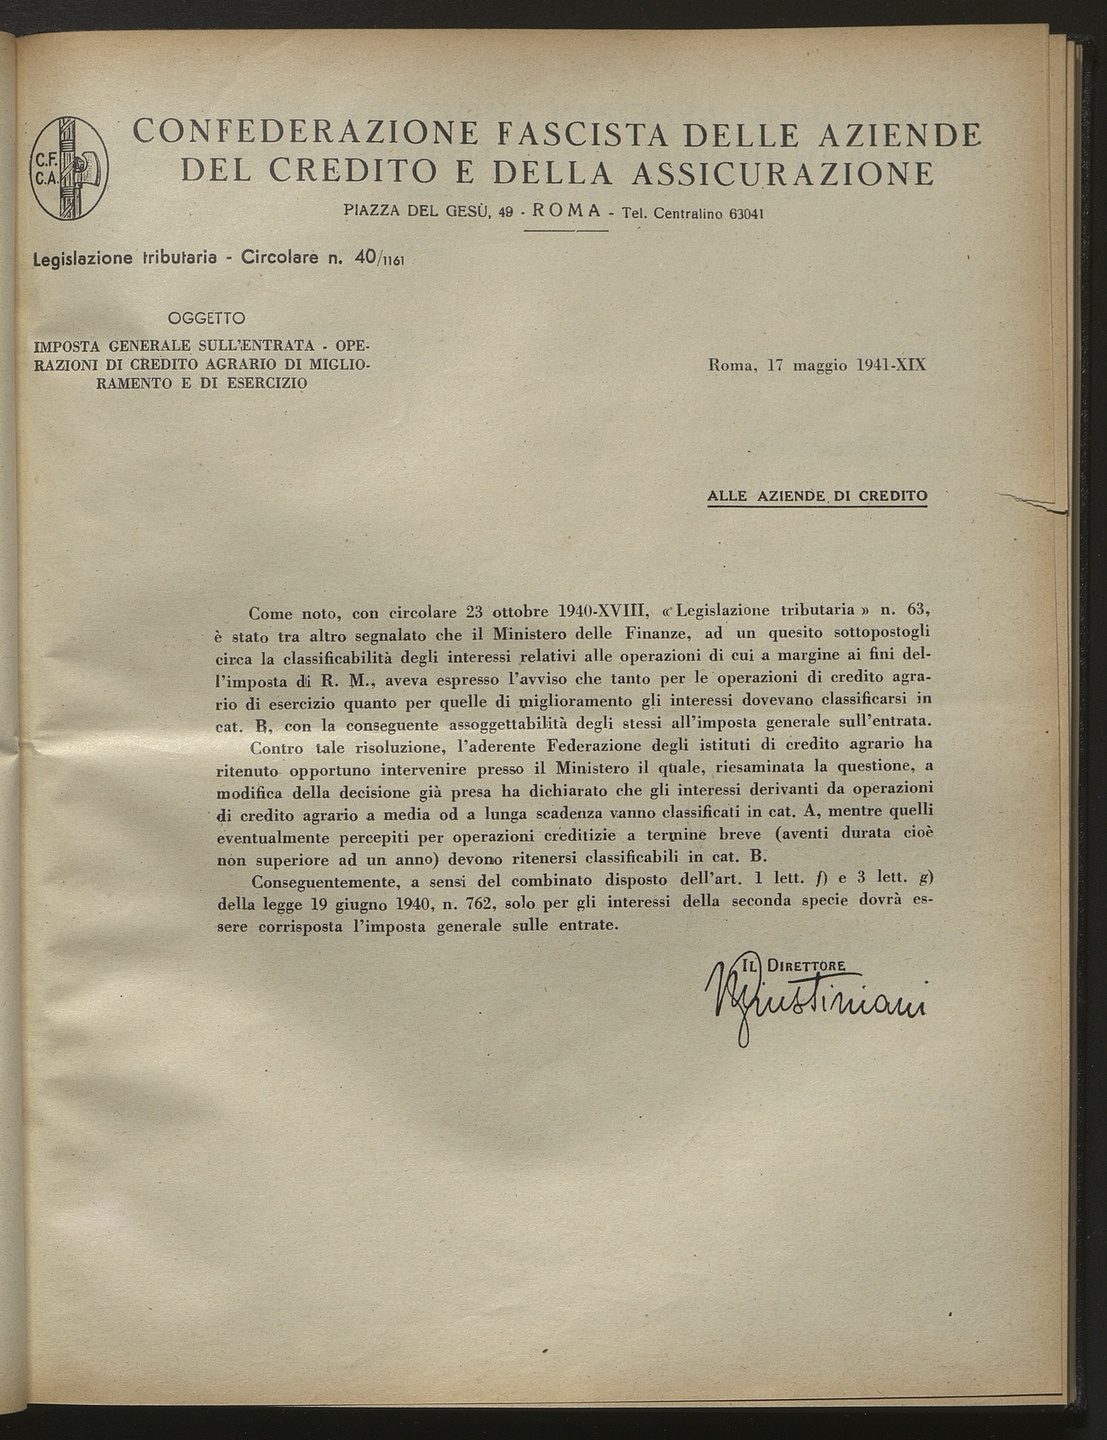 C.F.
C.A.
CONFEDERAZIONE FASCISTA DELLE AZIENDE
DEL CREDITO E DELLA ASSICURAZIONE
PIAZZA DEL GESÙ, 49 - ROMA - Tel. Centralino 63041
Legislazione tributaria - Circolare n. 40/1161
OGGETTO
IMPOSTA GENERALE SULL'ENTRATA - OPE-
RAZIONI DI CREDITO AGRARIO DI MIGLIO-
RAMENTO E DI ESERCIZIO
Roma, 17 maggio 1941-XIX
ALLE AZIENDE DI CREDITO
Come noto, con circolare 23 ottobre 1940-XVIII, « Legislazione tributaria » n. 63,
è stato tra altro segnalato che il Ministero delle Finanze, ad un quesito sottopostogli
circa la classificabilità degli interessi relativi alle operazioni di cui a margine ai fini del-
l'imposta di R. M., aveva espresso l'avviso che tanto per le operazioni di credito agra-
rio di esercizio quanto per quelle di miglioramento gli interessi dovevano classificarsi in
cat. B, con la conseguente assoggettabilità degli stessi all'imposta generale sull'entrata.
Contro tale risoluzione, l'aderente Federazione degli istituti di credito agrario ha
ritenuto opportuno intervenire presso il Ministero il quale, riesaminata la questione, a
modifica della decisione già presa ha dichiarato che gli interessi derivanti da operazioni
di credito agrario a media od a lunga scadenza vanno classificati in cat. A, mentre quelli
eventualmente percepiti per operazioni creditizie a termine breve (aventi durata cioè
non superiore ad un anno) devono ritenersi classificabili in cat. B.
Conseguentemente, a sensi del combinato disposto dell'art. 1 lett. f) e 3 lett. g)
della legge 19 giugno 1940, n. 762, solo per gli interessi della seconda specie dovrà es-
sere corrisposta l'imposta generale sulle entrate.
IL DIRETTORE
Giustiniani